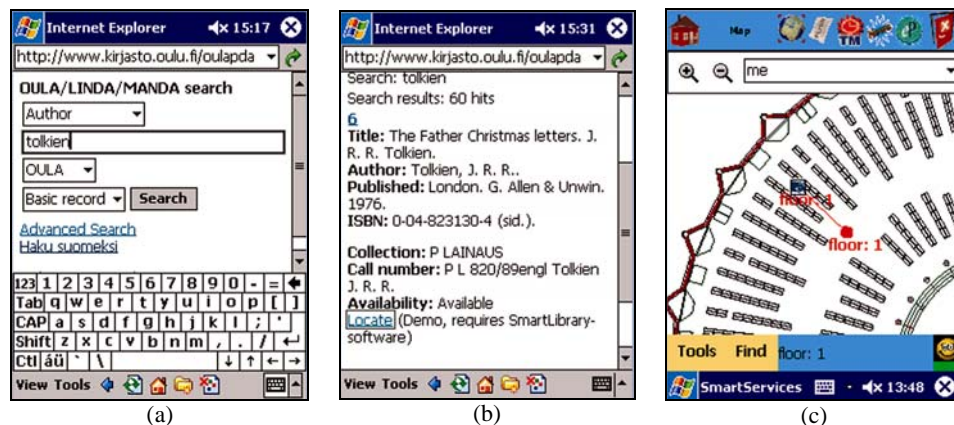 Internet Explorer 15:17
http://www.kirjasto.oulu.fi/oulapda
OULA/LINDA/MANDA search
Author
tolkien
OULA
Basic record Search
Advanced Search
Haku suomeksi
123 1 2 3 4 5 6 7 8 9 0 - =
Tab q w e r t y u i o p [ ]
CAP a s d f g h j k l ; '
Shift z x c v b n m , . /
Ctl áü ` \
View Tools
(a)
Internet Explorer 15:31
http://www.kirjasto.oulu.fi/oulapda
Search: tolkien
Search results: 60 hits
6
Title: The Father Christmas letters. J.
R. R. Tolkien.
Author: Tolkien, J. R. R..
Published: London. G. Allen & Unwin.
1976.
ISBN: 0-04-823130-4 (sid.).
Collection: P LAINAUS
Call number: P L 820/89engl Tolkien
J. R. R.
Availability: Available
Locate (Demo, requires SmartLibrary-
software)
View Tools
(b)
Map TM
me
floor: 1
floor: 1
Tools Find floor: 1
SmartServices 13:48
(c)